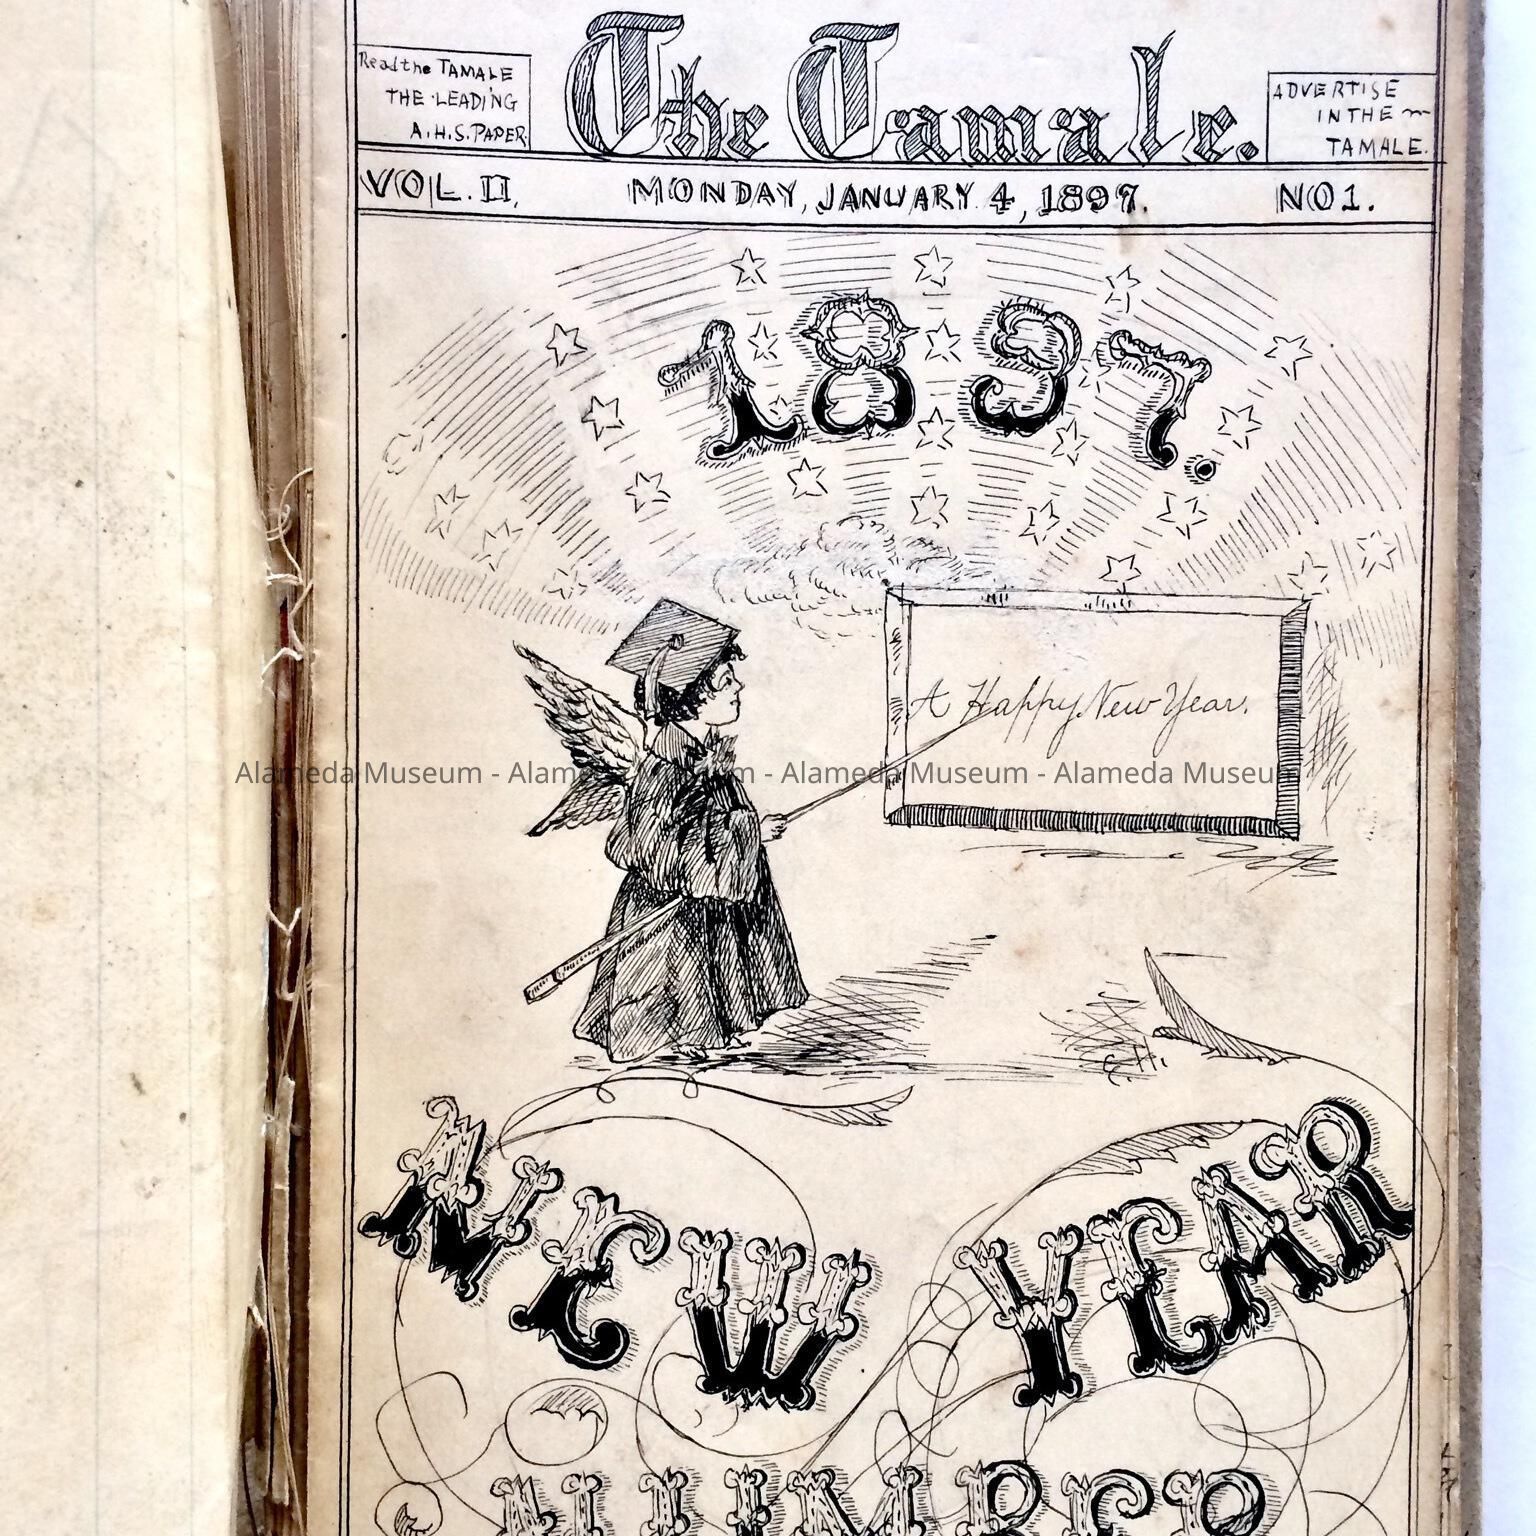 Read the TAMALE
THE LEADING
A.H.S. PAPER
The Tamale.
ADVERTISE
IN THE
TAMALE.
VOL. II. MONDAY, JANUARY 4, 1897. NO 1.
1897.
A Happy New Year.
Alameda Museum - Alameda Museum - Alameda Museum - Alameda Museum
E.H.
NEW YEAR
NUMBER